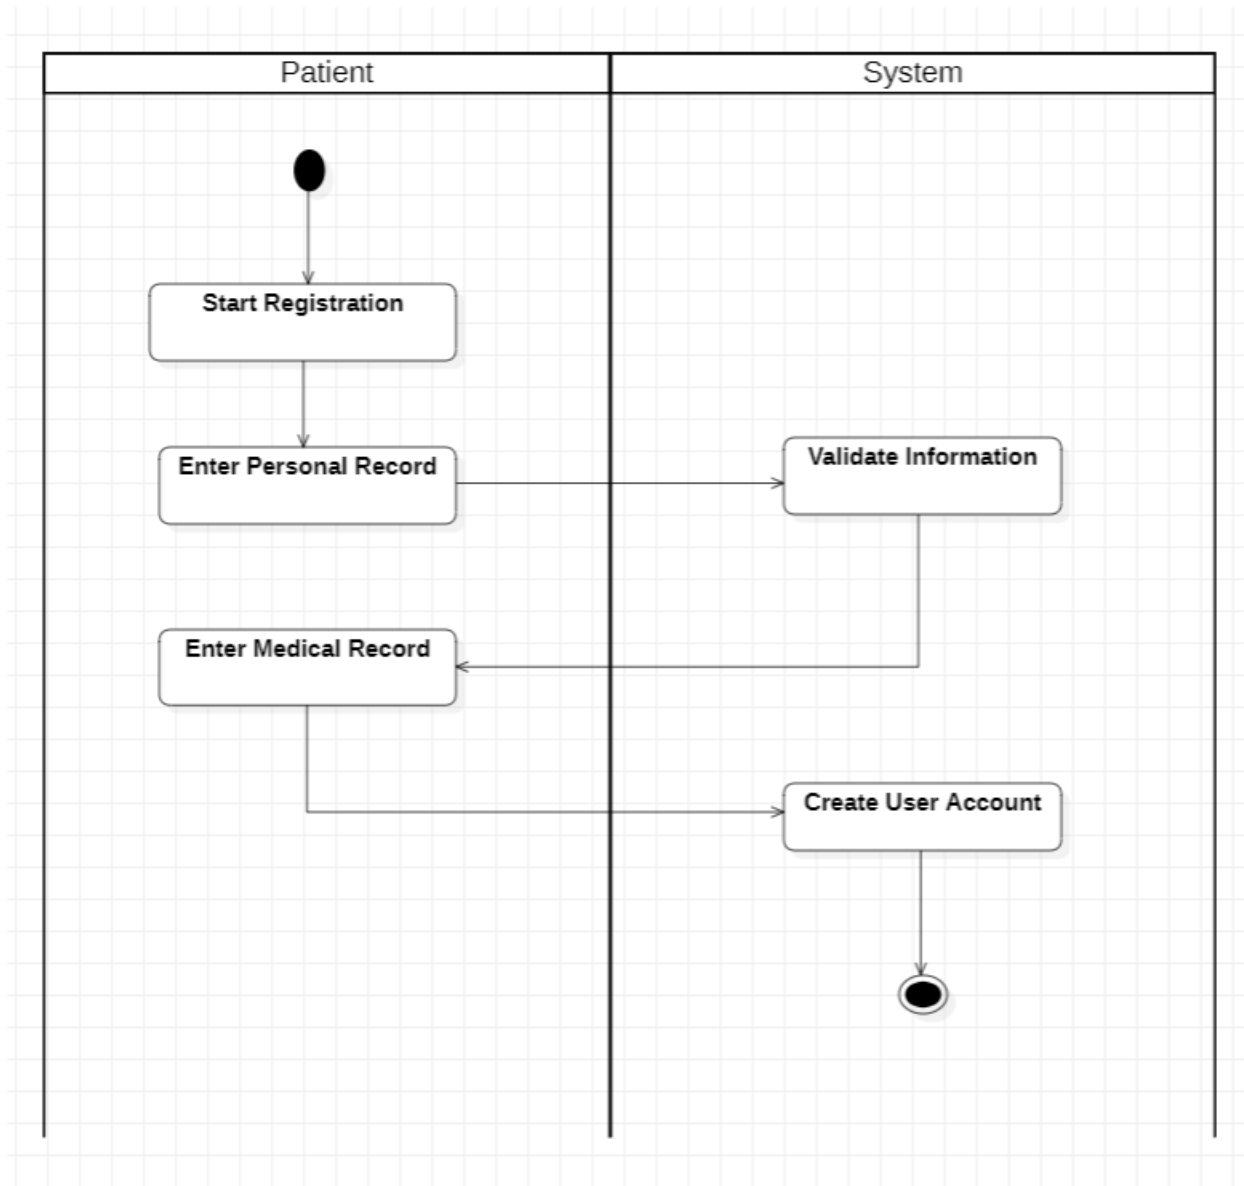 Patient
System
Start Registration
Enter Personal Record
Validate Information
Enter Medical Record
Create User Account